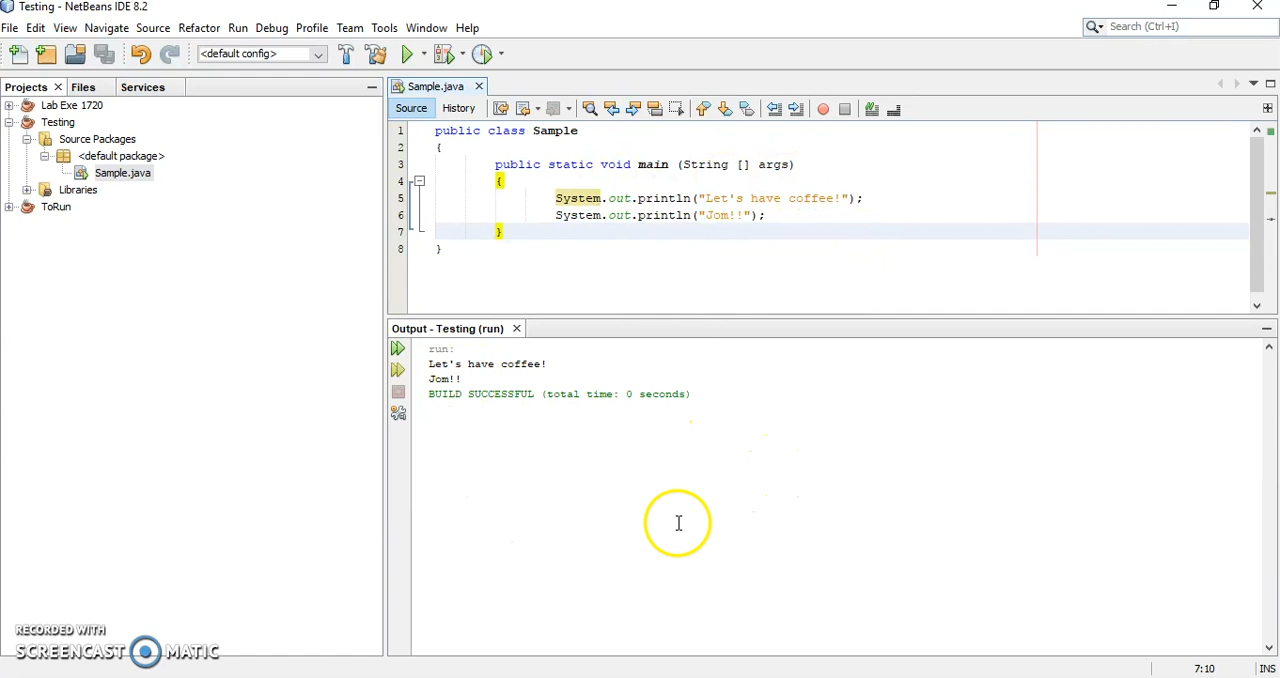 Testing - NetBeans IDE 8.2
File Edit View Navigate Source Refactor Run Debug Profile Team Tools Window Help
Search (Ctrl+I)
<default config>
Projects Files Services
Lab Exe 1720
Testing
Source Packages
<default package>
Sample.java
Libraries
ToRun
Sample.java
Source History
1 public class Sample
2 {
3 public static void main (String [] args)
4 {
5 System.out.println("Let's have coffee!");
6 System.out.println("Jom!!");
7 }
8 }
Output - Testing (run)
run:
Let's have coffee!
Jom!!
BUILD SUCCESSFUL (total time: 0 seconds)
RECORDED WITH
SCREENCAST MATIC
7:10 INS